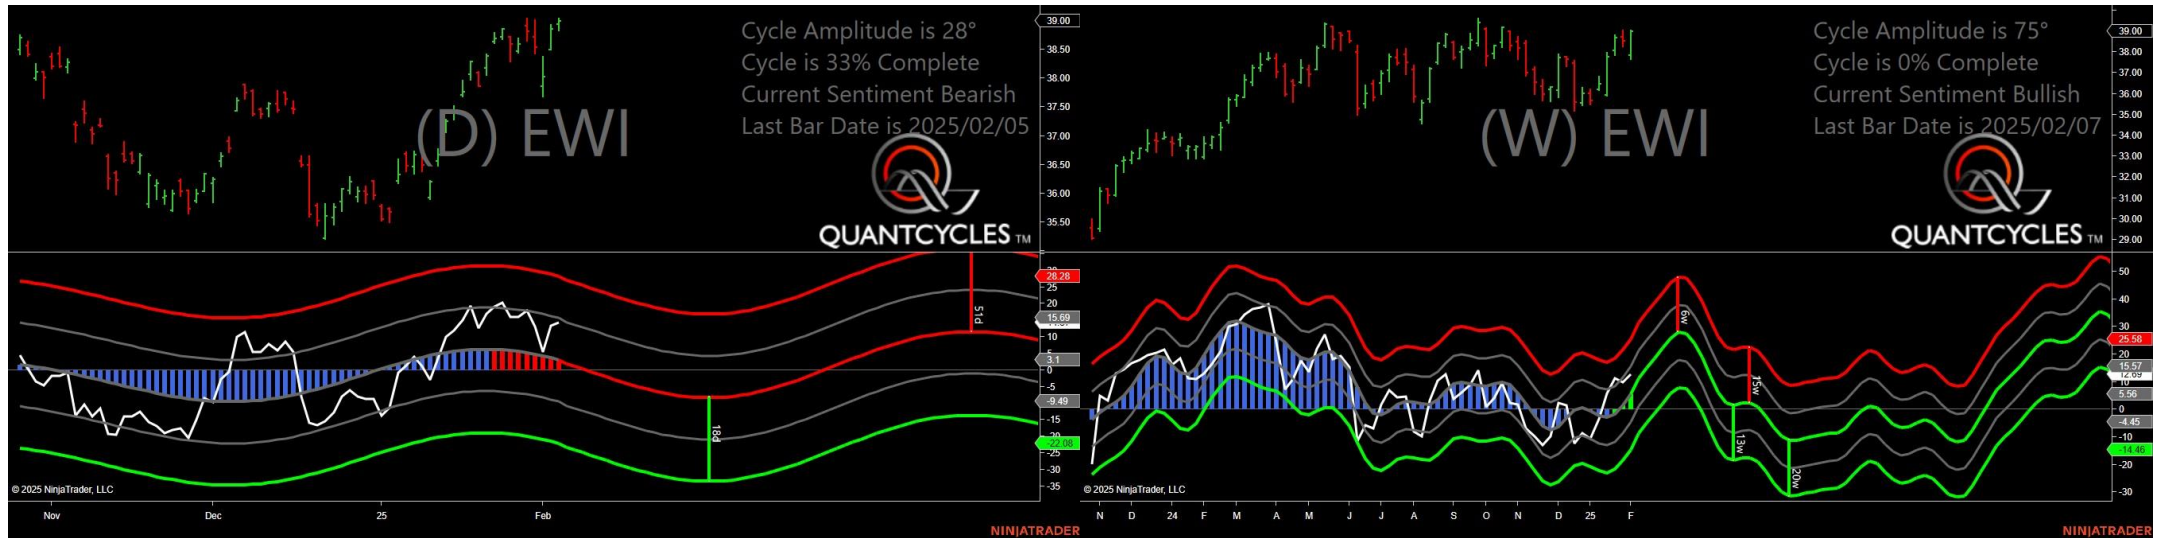 Cycle Amplitude is 28°
Cycle is 33% Complete
Current Sentiment Bearish
Last Bar Date is 2025/02/05
(D) EWI
QUANTCYCLES TM
39.00
38.50
38.00
37.50
37.00
36.50
36.00
35.50
28.28
25
20
15.69
10
5
3.1
0
-5
-9.49
-15
-20
-22.08
-25
-30
-35
51d
18d
© 2025 NinjaTrader, LLC
Nov
Dec
25
Feb
NINJATRADER
Cycle Amplitude is 75°
Cycle is 0% Complete
Current Sentiment Bullish
Last Bar Date is 2025/02/07
(W) EWI
QUANTCYCLES TM
39.00
38.00
37.00
36.00
35.00
34.00
33.00
32.00
31.00
30.00
29.00
50
40
30
25.58
20
15.57
12.69
10
5.56
0
-4.45
-10
-14.46
-20
-30
6w
15w
13w
20w
© 2025 NinjaTrader, LLC
N
D
24
F
M
A
M
J
J
A
S
O
N
D
25
F
NINJATRADER